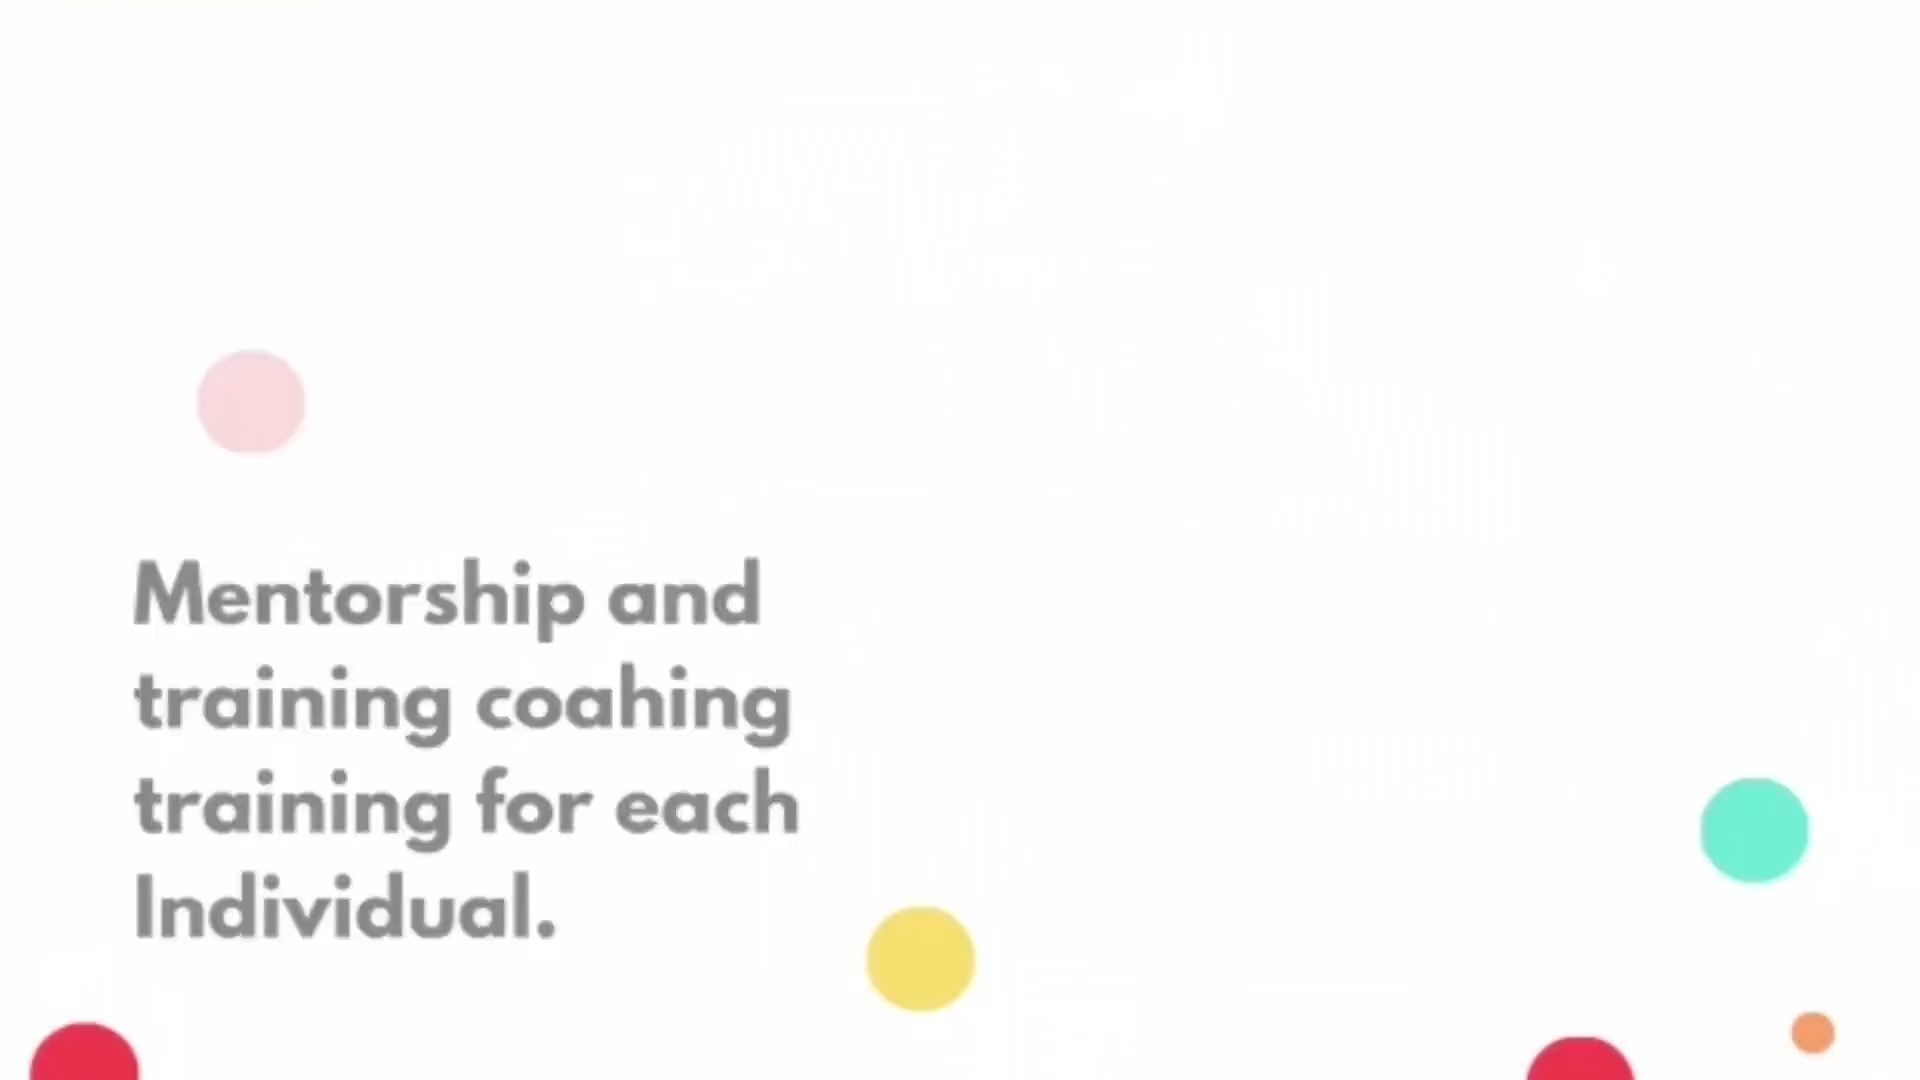 Mentorship and
training coahing
training for each
Individual.